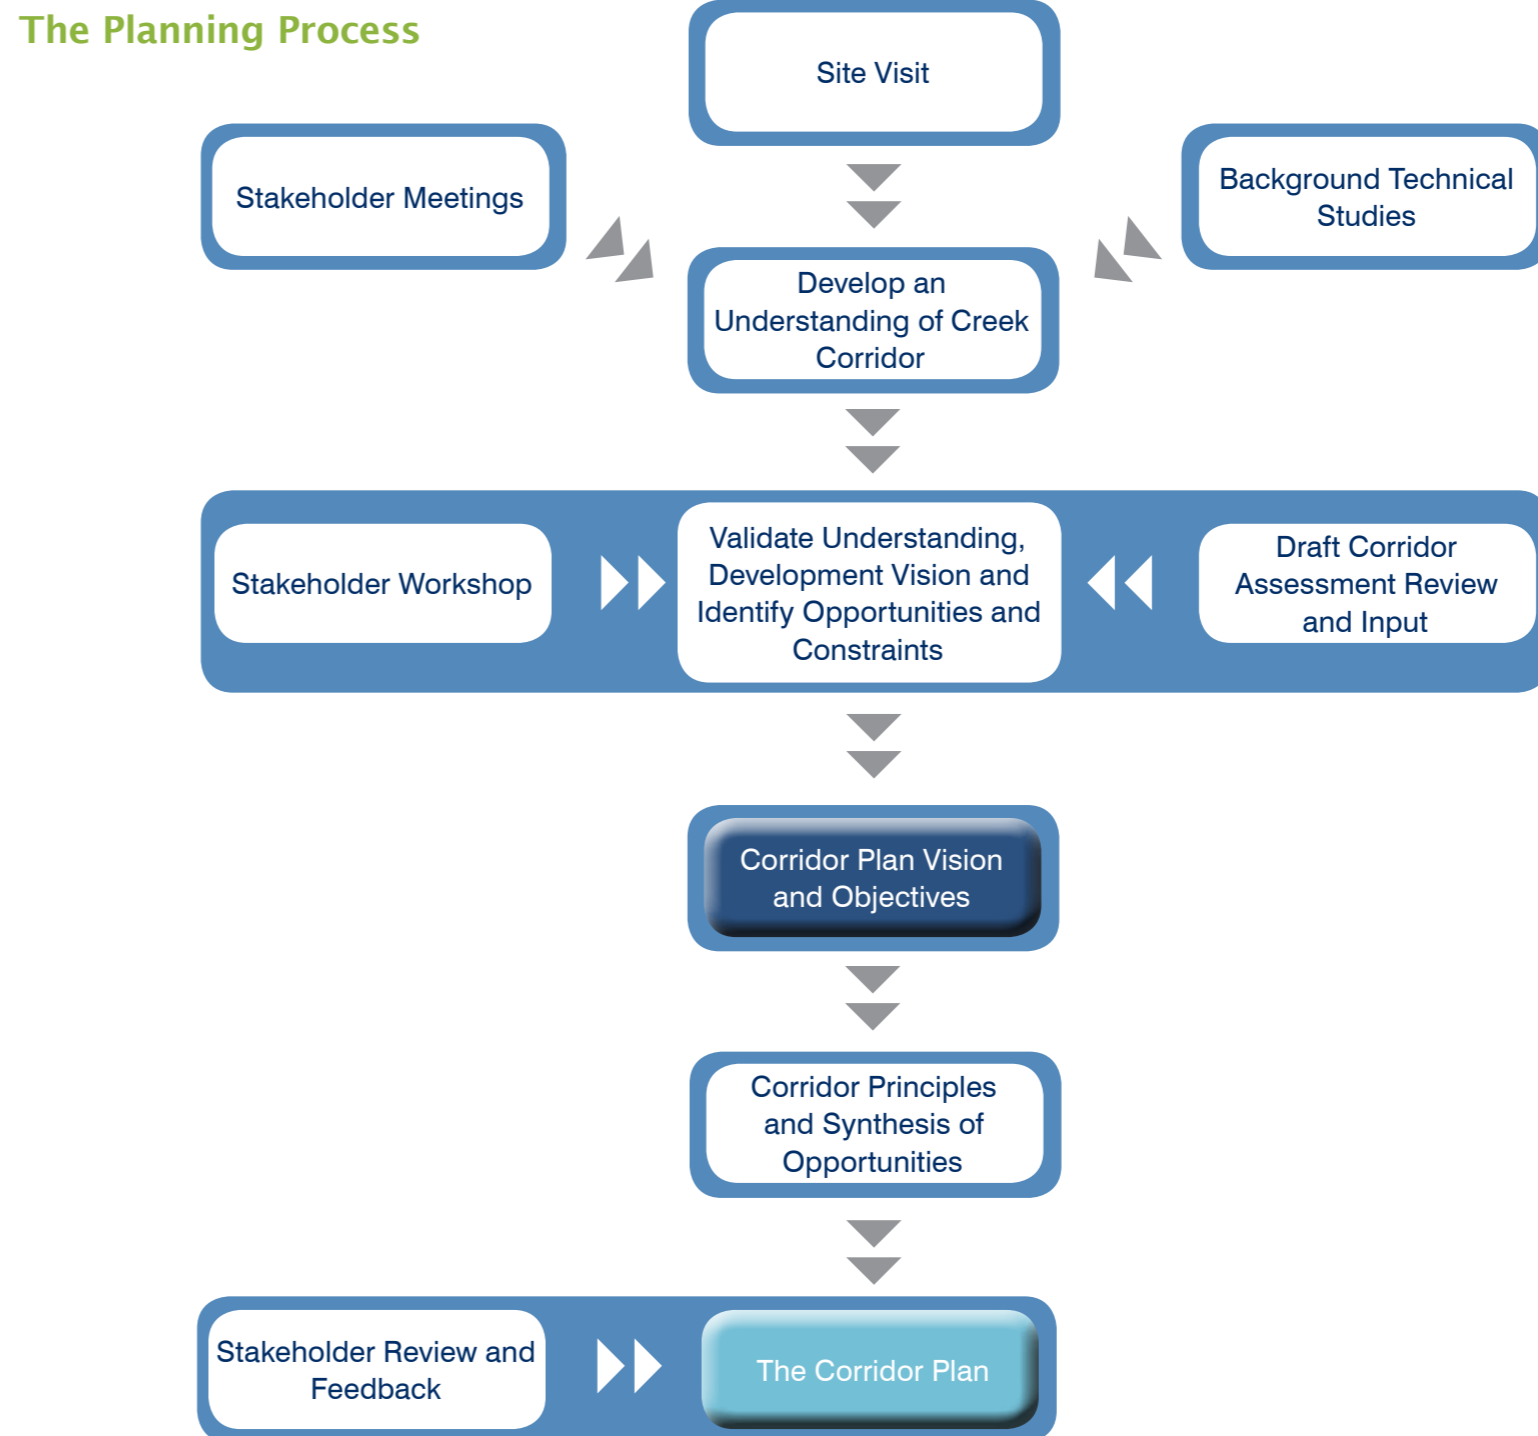 The Planning Process
Site Visit
Stakeholder Meetings
Background Technical
Studies
Develop an
Understanding of Creek
Corridor
Stakeholder Workshop
Validate Understanding,
Development Vision and
Identify Opportunities and
Constraints
Draft Corridor
Assessment Review
and Input
Corridor Plan Vision
and Objectives
Corridor Principles
and Synthesis of
Opportunities
Stakeholder Review and
Feedback
The Corridor Plan